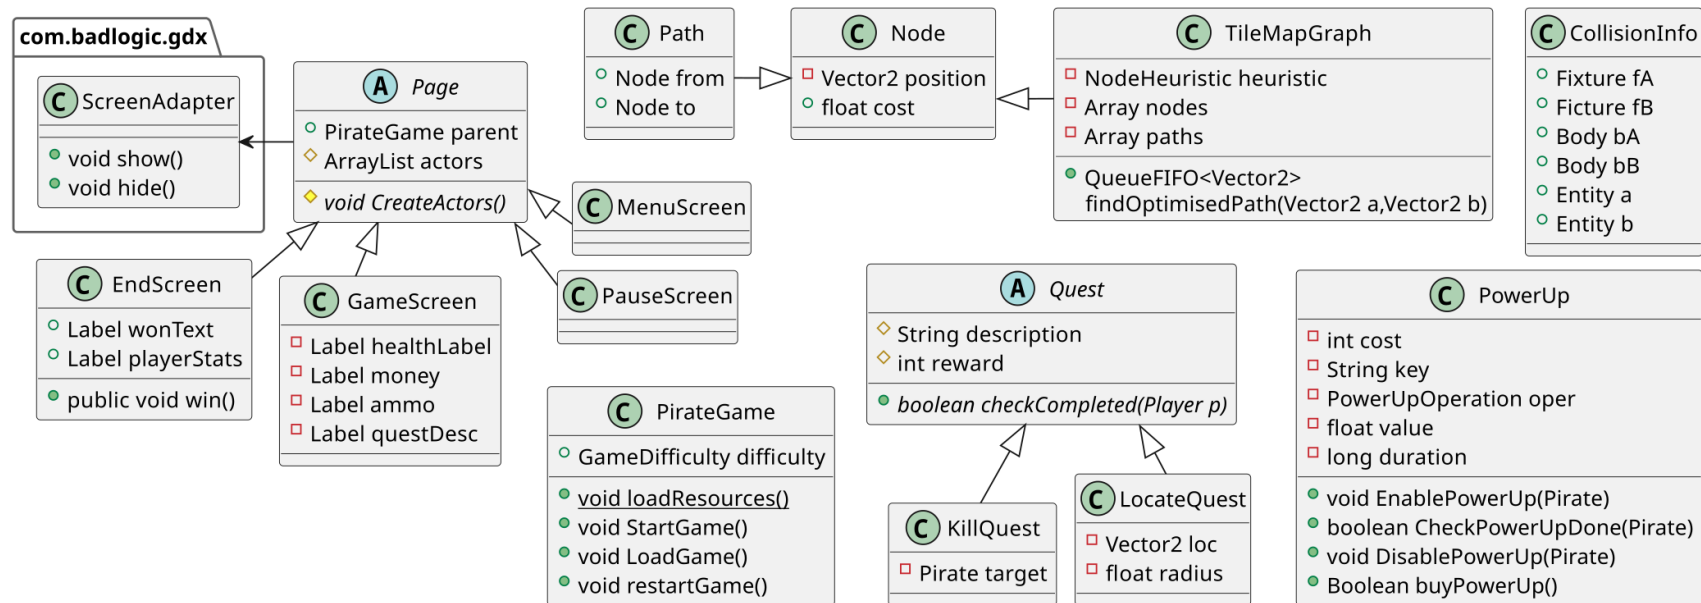 com.badlogic.gdx
C ScreenAdapter
void show()
void hide()
A Page
PirateGame parent
ArrayList actors
void CreateActors()
C Path
Node from
Node to
C Node
Vector2 position
float cost
C TileMapGraph
NodeHeuristic heuristic
Array nodes
Array paths
QueueFIFO<Vector2>
findOptimisedPath(Vector2 a,Vector2 b)
C CollisionInfo
Fixture fA
Ficture fB
Body bA
Body bB
Entity a
Entity b
C MenuScreen
C EndScreen
Label wonText
Label playerStats
public void win()
C GameScreen
Label healthLabel
Label money
Label ammo
Label questDesc
C PauseScreen
C PirateGame
GameDifficulty difficulty
void loadResources()
void StartGame()
void LoadGame()
void restartGame()
A Quest
String description
int reward
boolean checkCompleted(Player p)
C KillQuest
Pirate target
C LocateQuest
Vector2 loc
float radius
C PowerUp
int cost
String key
PowerUpOperation oper
float value
long duration
void EnablePowerUp(Pirate)
boolean CheckPowerUpDone(Pirate)
void DisablePowerUp(Pirate)
Boolean buyPowerUp()